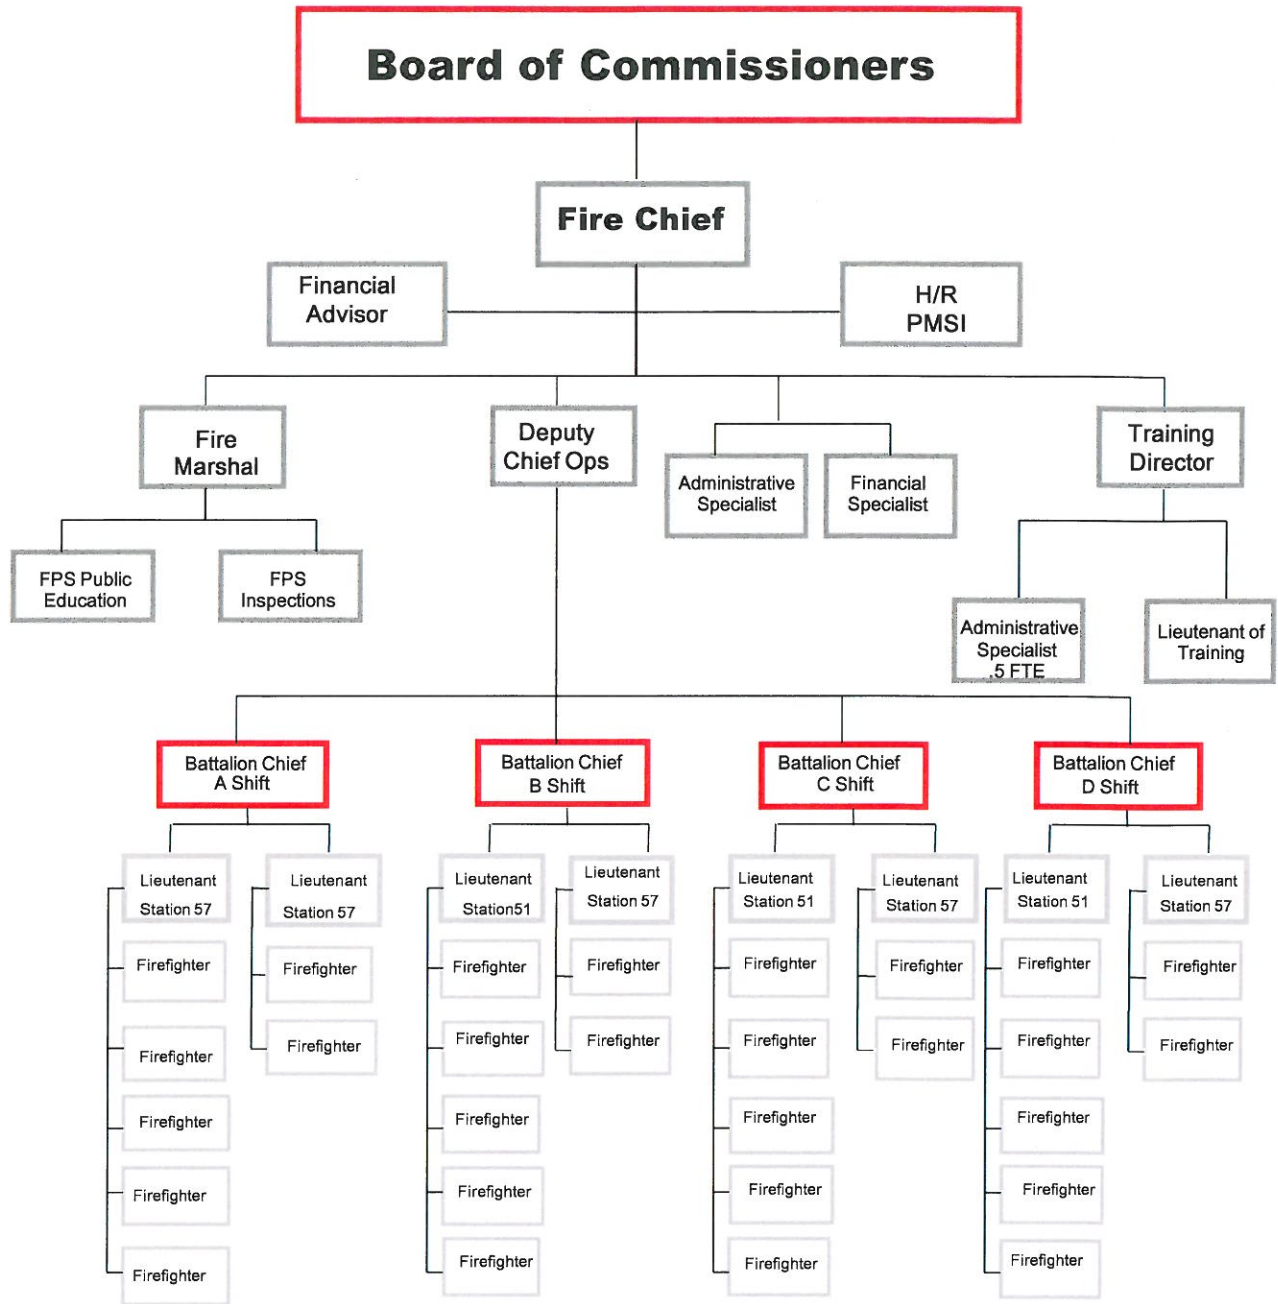 Board of Commissioners
Fire Chief
Financial
Advisor
H/R
PMSI
Fire
Marshal
Deputy
Chief Ops
Administrative
Specialist
Financial
Specialist
Training
Director
FPS Public
Education
FPS
Inspections
Administrative
Specialist
.5 FTE
Lieutenant of
Training
Battalion Chief
A Shift
Battalion Chief
B Shift
Battalion Chief
C Shift
Battalion Chief
D Shift
Lieutenant
Station 57
Firefighter
Firefighter
Firefighter
Firefighter
Firefighter
Lieutenant
Station 57
Firefighter
Firefighter
Lieutenant
Station51
Firefighter
Firefighter
Firefighter
Firefighter
Firefighter
Lieutenant
Station 57
Firefighter
Firefighter
Lieutenant
Station 51
Firefighter
Firefighter
Firefighter
Firefighter
Firefighter
Lieutenant
Station 57
Firefighter
Firefighter
Lieutenant
Station 51
Firefighter
Firefighter
Firefighter
Firefighter
Firefighter
Lieutenant
Station 57
Firefighter
Firefighter